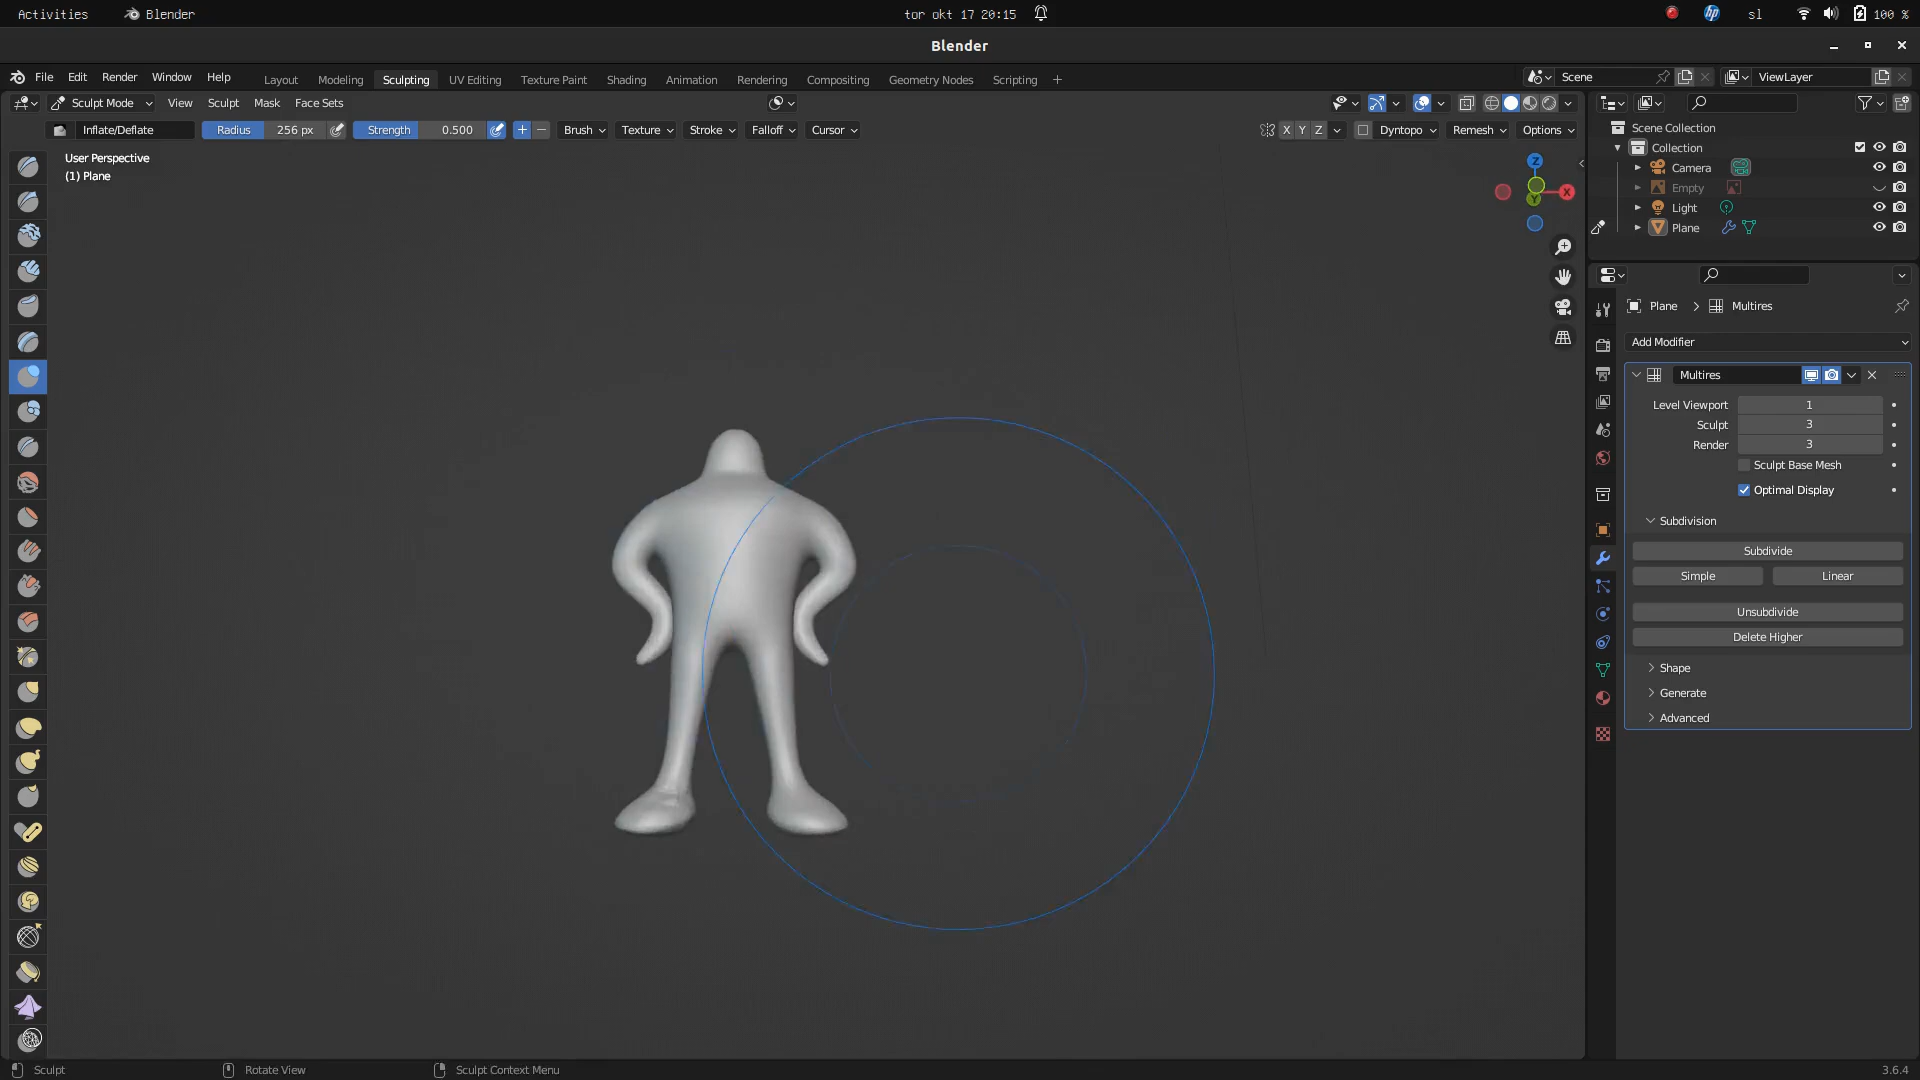 Activities Blender tor okt 17 20:15 hp sl 100 %
Blender
File Edit Render Window Help Layout Modeling Sculpting UV Editing Texture Paint Shading Animation Rendering Compositing Geometry Nodes Scripting + Scene ViewLayer
Sculpt Mode View Sculpt Mask Face Sets
Inflate/Deflate Radius 256 px Strength 0.500 + − Brush Texture Stroke Falloff Cursor X Y Z Dyntopo Remesh Options
User Perspective
(1) Plane
Z
X
Y
Scene Collection
Collection
Camera
Empty
Light
Plane
Plane > Multires
Add Modifier
Multires
Level Viewport 1
Sculpt 3
Render 3
Sculpt Base Mesh
Optimal Display
Subdivision
Subdivide
Simple Linear
Unsubdivide
Delete Higher
Shape
Generate
Advanced
Sculpt Rotate View Sculpt Context Menu 3.6.4